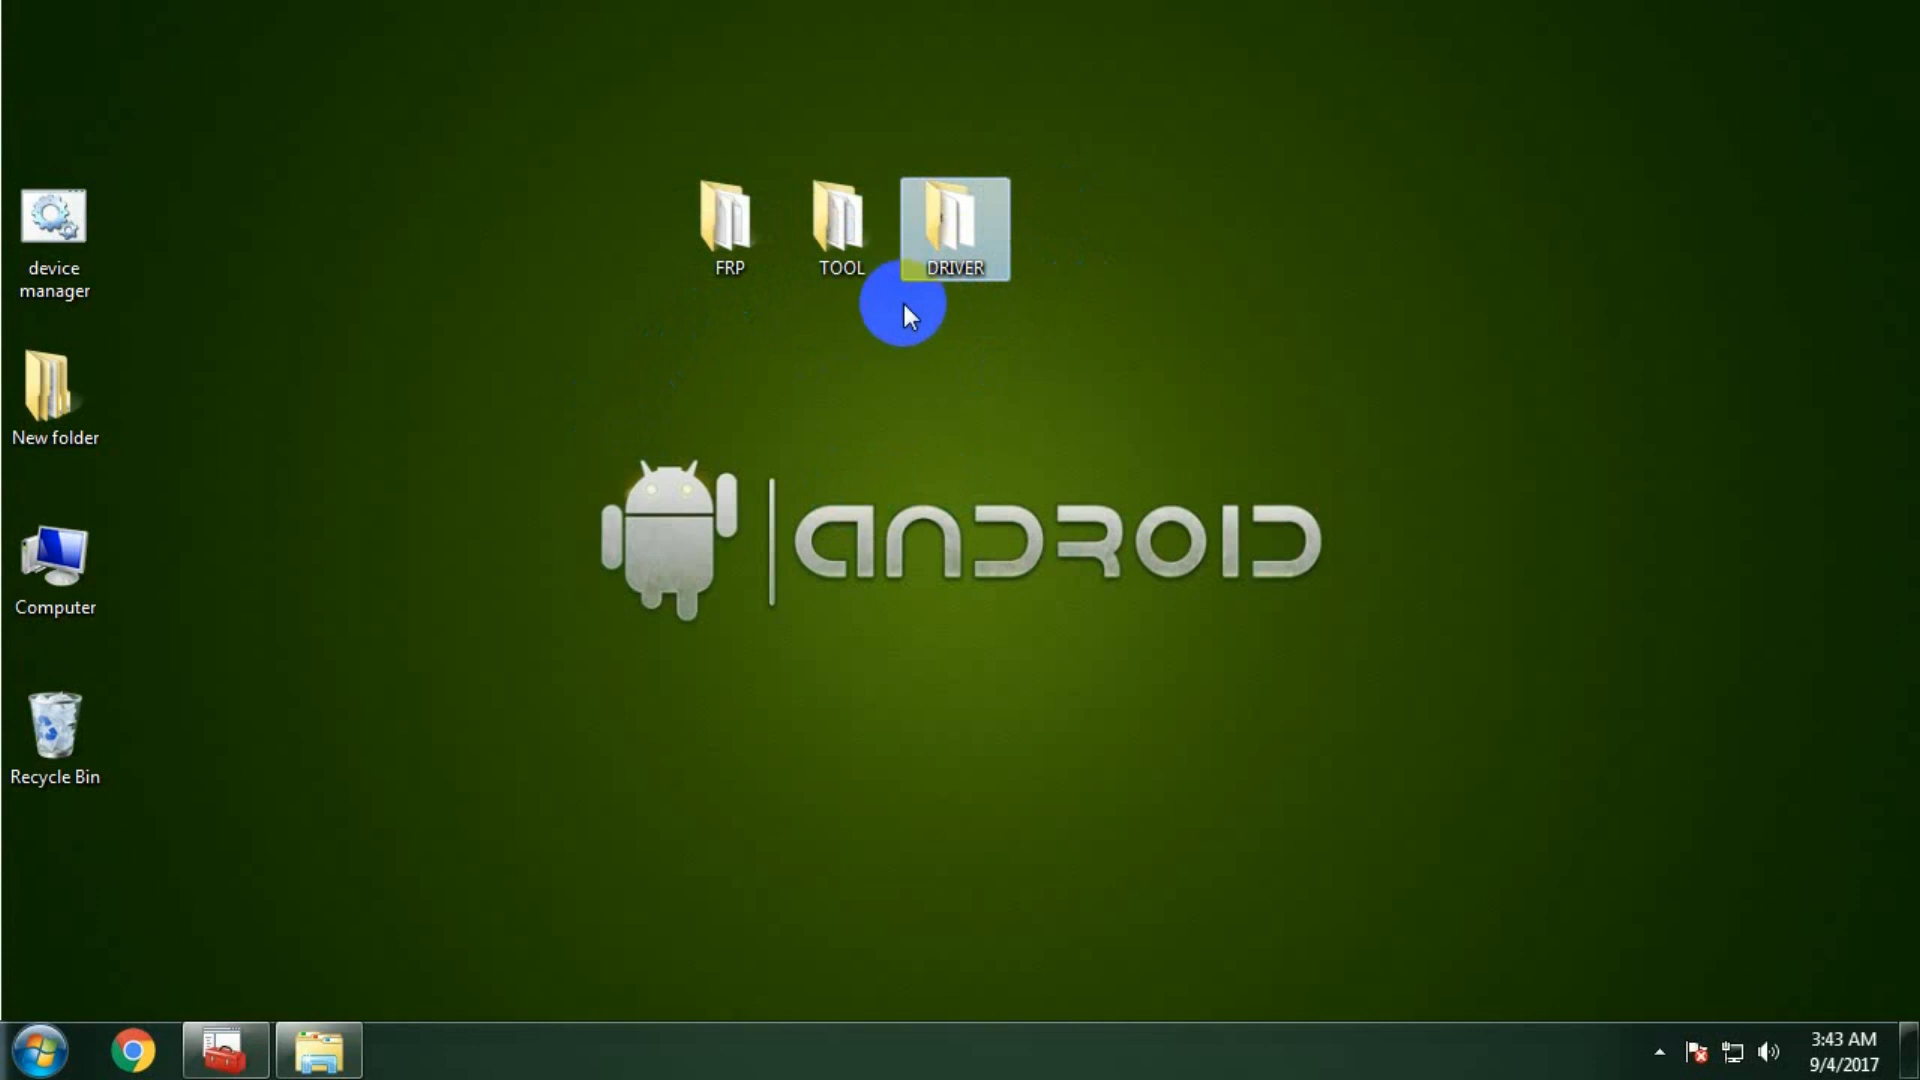 FRP
TOOL
DRIVER
device
manager
New folder
Computer
Recycle Bin
ANDROID
3:43 AM
9/4/2017